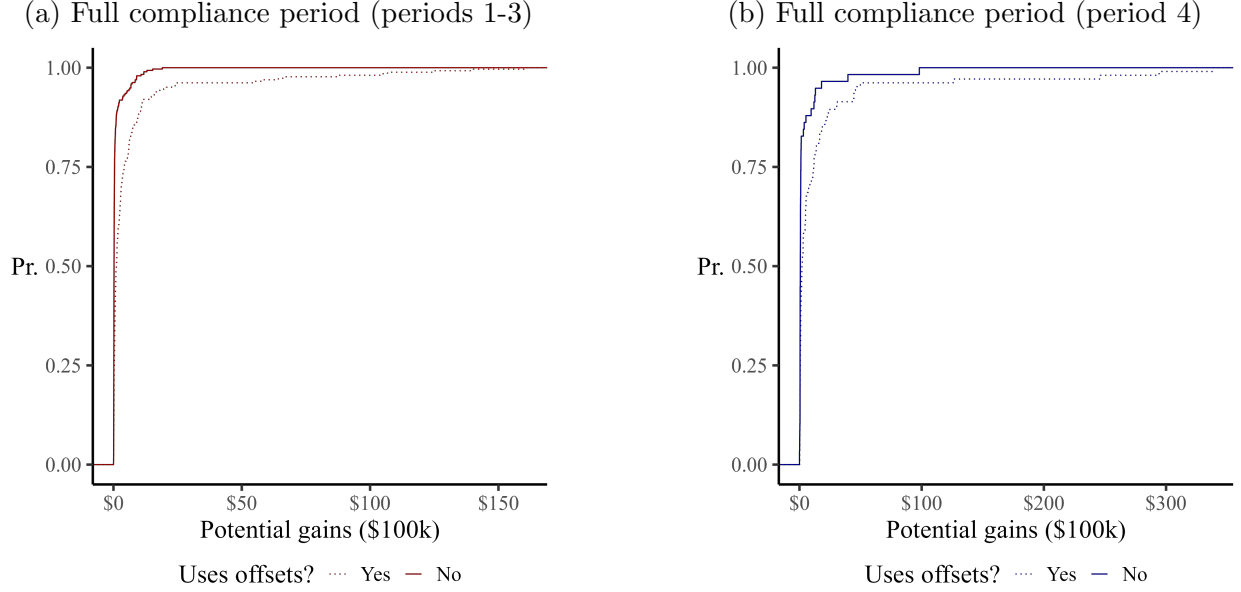 (a) Full compliance period (periods 1-3)
1.00
0.75
Pr. 0.50
0.25
0.00
$0 $50 $100 $150
Potential gains ($100k)
Uses offsets? Yes No
(b) Full compliance period (period 4)
1.00
0.75
Pr. 0.50
0.25
0.00
$0 $100 $200 $300
Potential gains ($100k)
Uses offsets? Yes No